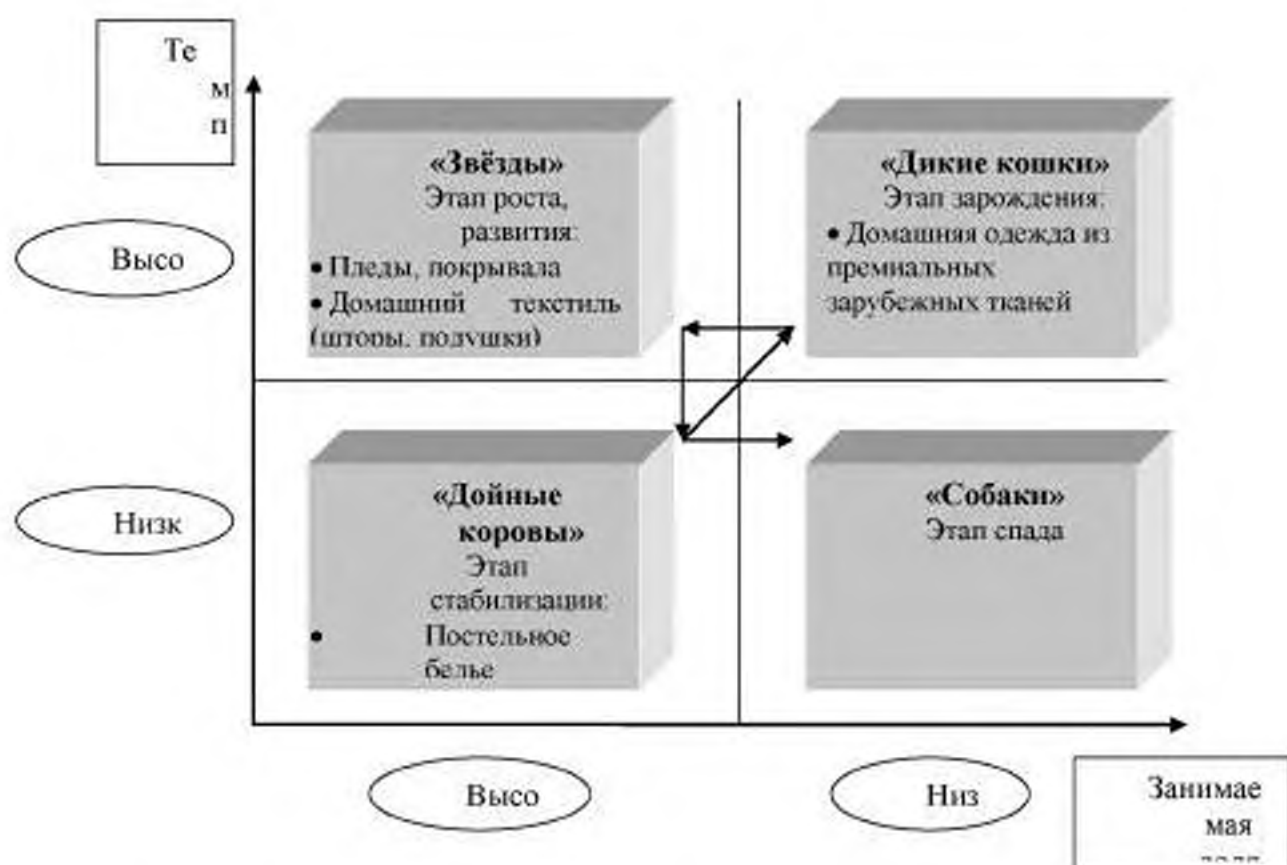 Те
м
п
«Звёзды»
Этап роста,
развития:
• Пледы, покрывала
• Домашний текстиль
(шторы, подушки)
«Дикие кошки»
Этап зарождения:
• Домашняя одежда из
премиальных
зарубежных тканей
Высо
«Дойные
коровы»
Этап
стабилизации:
• Постельное
белье
«Собаки»
Этап спада
Низк
Высо
Низ
Занимае
мая